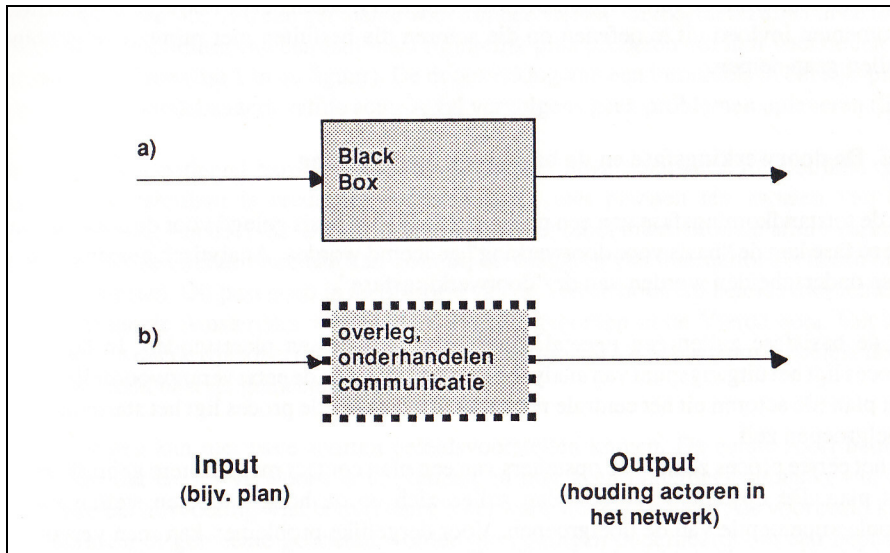 a)
Black
Box
b)
overleg,
onderhandelen
communicatie
Input
(bijv. plan)
Output
(houding actoren in
het netwerk)